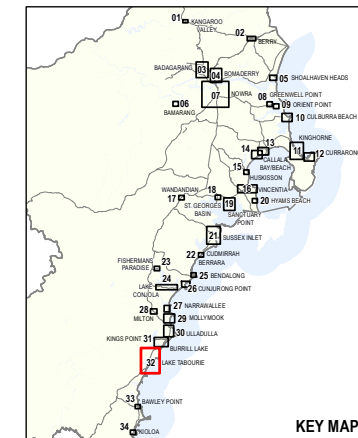 01
KANGAROO
VALLEY
02
BERRY
BADAGARANG
03
04
BOMADERRY
05
SHOALHAVEN HEADS
07
NOWRA
06
BAMARANG
08
GREENWELL POINT
09
ORIENT POINT
10
CULBURRA BEACH
KINGHORNE
11
12
CURRARONG
13
14
CALLALA
BAY/BEACH
15
HUSKISSON
16
VINCENTIA
WANDANDIAN
17
18
ST. GEORGES
BASIN
19
20
HYAMS BEACH
SANCTUARY
POINT
21
SUSSEX INLET
22
CUDMIRRAH
BERRARA
FISHERMANS
PARADISE
23
25
BENDALONG
24
LAKE
CONJOLA
26
CUNJURONG POINT
27
NARRAWALLEE
28
MILTON
29
MOLLYMOOK
30
ULLADULLA
KINGS POINT
31
BURRILL LAKE
32
LAKE TABOURIE
33
BAWLEY POINT
34
KIOLOA
KEY MAP